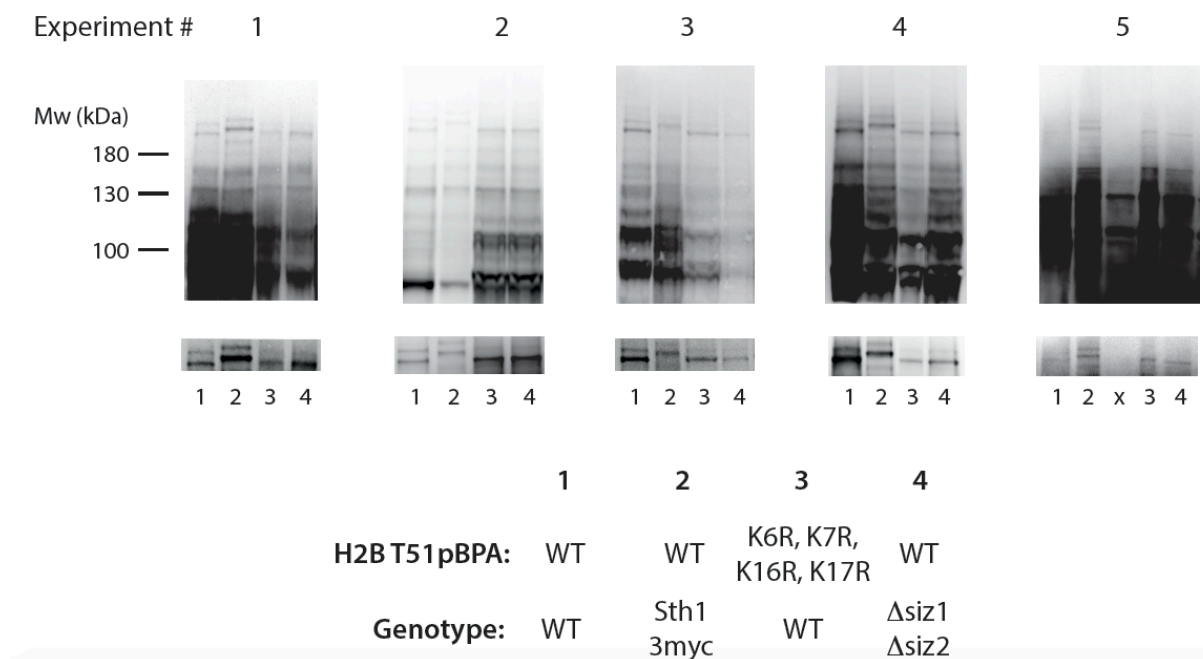 Experiment # 1 2 3 4 5
Mw (kDa)
180
130
100
1 2 3 4 1 2 3 4 1 2 3 4 1 2 3 4 1 2 x 3 4
1 2 3 4
H2B T51pBPA: WT WT K6R, K7R, K16R, K17R WT
Genotype: WT Sth1 3myc WT Δsiz1 Δsiz2